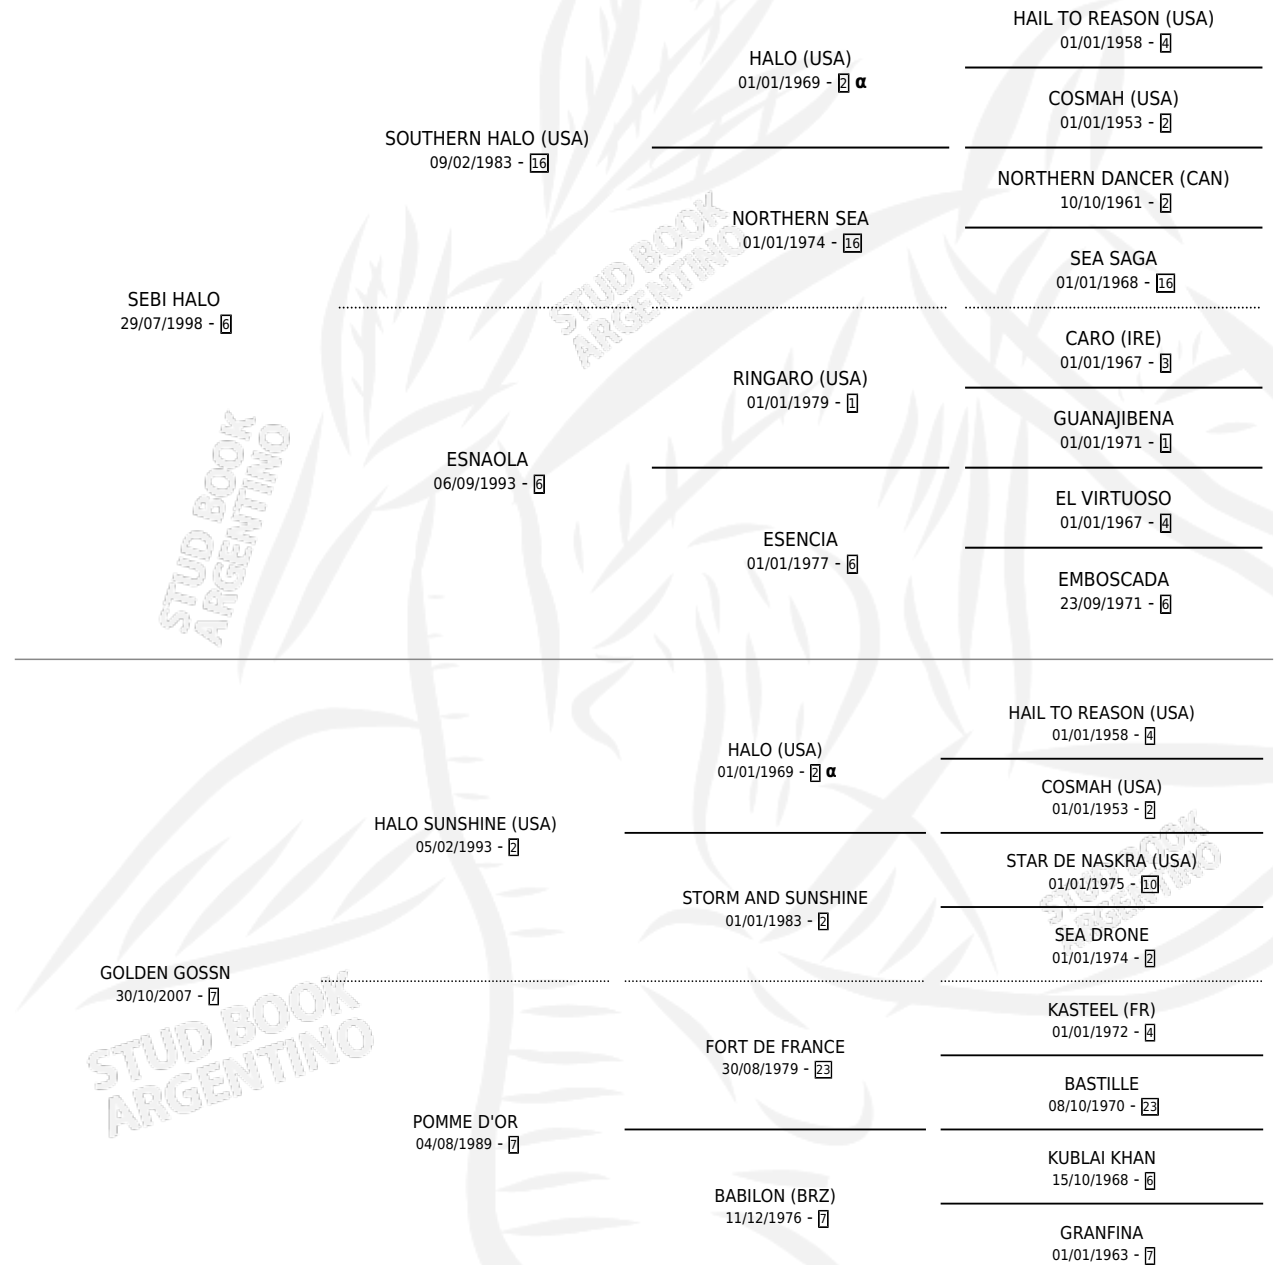 HAIL TO REASON (USA)
01/01/1958 - 4
HALO (USA)
01/01/1969 - 2 α
COSMAH (USA)
01/01/1953 - 2
SOUTHERN HALO (USA)
09/02/1983 - 16
NORTHERN DANCER (CAN)
10/10/1961 - 2
NORTHERN SEA
01/01/1974 - 16
SEA SAGA
01/01/1968 - 16
STUD BOOK
ARGENTINO
SEBI HALO
29/07/1998 - 6
CARO (IRE)
01/01/1967 - 3
RINGARO (USA)
01/01/1979 - 1
GUANAJIBENA
01/01/1971 - 1
ESNAOLA
06/09/1993 - 6
EL VIRTUOSO
01/01/1967 - 4
ESENCIA
01/01/1977 - 6
EMBOSCADA
23/09/1971 - 6
STUD BOOK
ARGENTINO
HAIL TO REASON (USA)
01/01/1958 - 4
HALO (USA)
01/01/1969 - 2 α
COSMAH (USA)
01/01/1953 - 2
HALO SUNSHINE (USA)
05/02/1993 - 2
STAR DE NASKRA (USA)
01/01/1975 - 10
STORM AND SUNSHINE
01/01/1983 - 2
SEA DRONE
01/01/1974 - 2
STUD BOOK
ARGENTINO
GOLDEN GOSSN
30/10/2007 - 7
KASTEEL (FR)
01/01/1972 - 4
FORT DE FRANCE
30/08/1979 - 23
BASTILLE
08/10/1970 - 23
POMME D'OR
04/08/1989 - 7
KUBLAI KHAN
15/10/1968 - 6
BABILON (BRZ)
11/12/1976 - 7
GRANFINA
01/01/1963 - 7
STUD BOOK
ARGENTINO